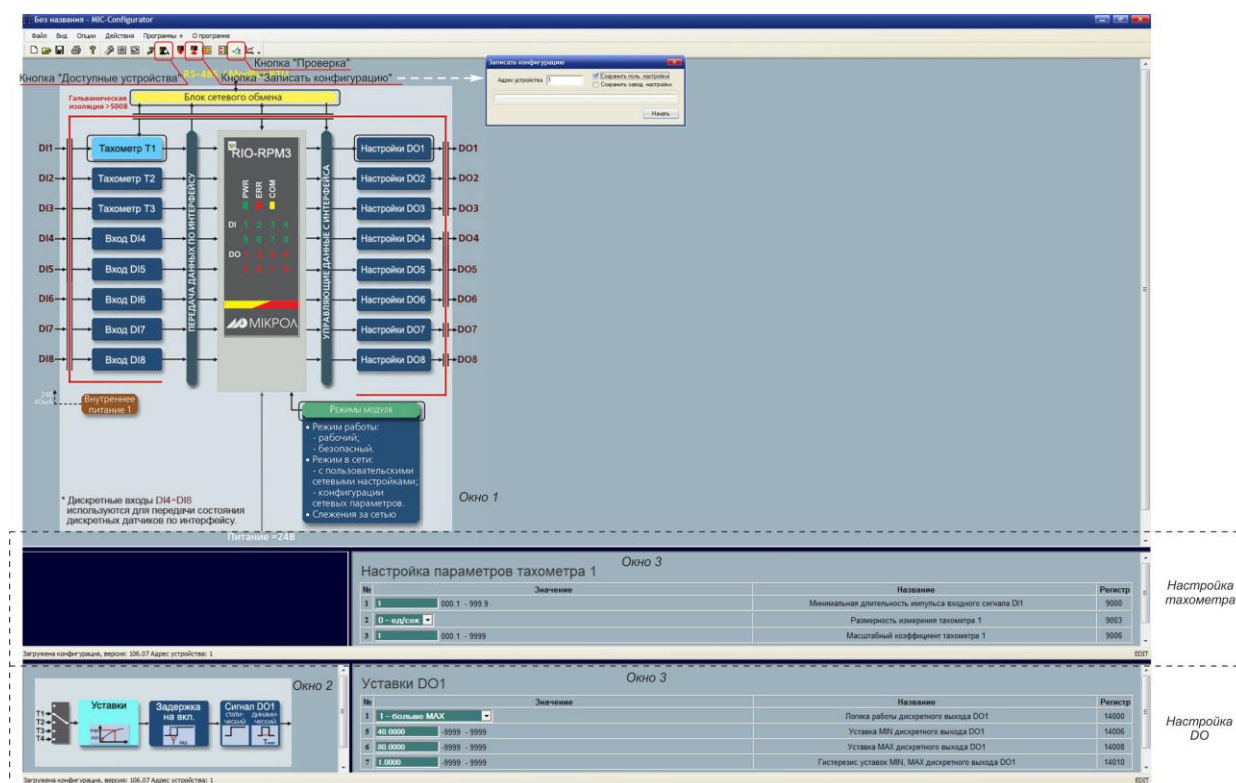 Без названия - MIC-Configurator
Файл Вид Опции Действия Программы О программе
Кнопка "Проверка"
Кнопка "Доступные устройства"
Кнопка "Записать конфигурацию"
Записать конфигурацию
Адрес устройства 1
Сохранить поль. настройки
Сохранить завод. настройки
Начать
Гальваническая
изоляция >500В
Блок сетевого обмена
DI1 Тахометр T1 Настройки DO1 DO1
DI2 Тахометр T2 Настройки DO2 DO2
DI3 Тахометр T3 Настройки DO3 DO3
DI4 Вход DI4 Настройки DO4 DO4
DI5 Вход DI5 Настройки DO5 DO5
DI6 Вход DI6 Настройки DO6 DO6
DI7 Вход DI7 Настройки DO7 DO7
DI8 Вход DI8 Настройки DO8 DO8
ПЕРЕДАЧА ДАННЫХ ПО ИНТЕРФЕЙСУ
RIO-RPM3
PWR
ERR
COM
DI 1 2 3 4
5 6 7 8
DO 1 2 3 4
5 6 7 8
МІКРОЛ
УПРАВЛЯЮЩИЕ ДАННЫЕ С ИНТЕРФЕЙСА
Внутреннее
питание 1
Режимы модуля
• Режим работы:
- рабочий;
- безопасный.
• Режим в сети:
- с пользовательскими
сетевыми настройками;
- конфигурации
сетевых параметров.
• Слежения за сетью
* Дискретные входы DI4÷DI8
используются для передачи состояния
дискретных датчиков по интерфейсу.
Окно 1
Питание =24В
Окно 3
Настройка параметров тахометра 1
№ Значение Название Регистр
1 1 000.1 - 999.9 Минимальная длительность импульса входного сигнала DI1 9000
2 0 - ед/сек Размерность измерения тахометра 1 9003
3 1 000.1 - 9999 Масштабный коэффициент тахометра 1 9006
Загружена конфигурация, версия: 106.07 Адрес устройства: 1 EDIT
Настройка
тахометра
Окно 2
T1
T2
T3
T4
Уставки
Задержка
на вкл.
Сигнал DO1
стати-
ческий
динами-
ческий
Окно 3
Уставки DO1
№ Значение Название Регистр
1 1 - больше MAX Логика работы дискретного выхода DO1 14000
5 40.0000 -9999 - 9999 Уставка MIN дискретного выхода DO1 14006
6 80.0000 -9999 - 9999 Уставка MAX дискретного выхода DO1 14008
7 1.0000 -9999 - 9999 Гистерезис уставок MIN, MAX дискретного выхода DO1 14010
Загружена конфигурация, версия: 106.07 Адрес устройства: 1 EDIT
Настройка
DO